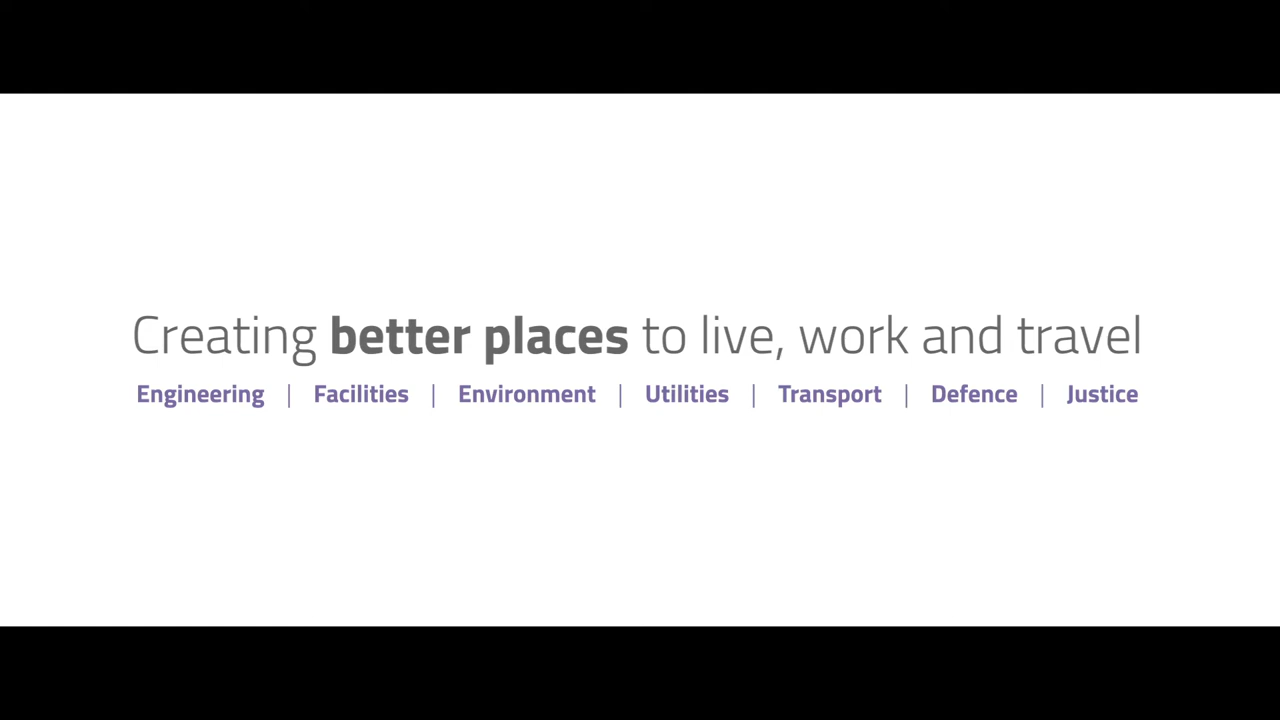 Creating better places to live, work and travel
Engineering | Facilities | Environment | Utilities | Transport | Defence | Justice